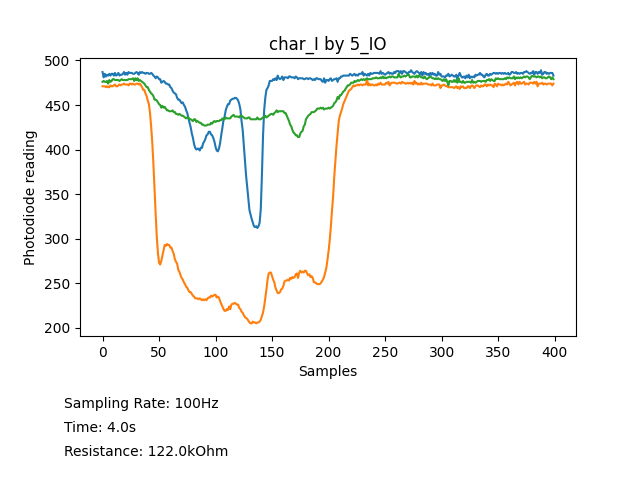 char_I by 5_IO
Photodiode reading
500
450
400
350
300
250
200
0 50 100 150 200 250 300 350 400
Samples
Sampling Rate: 100Hz
Time: 4.0s
Resistance: 122.0kOhm